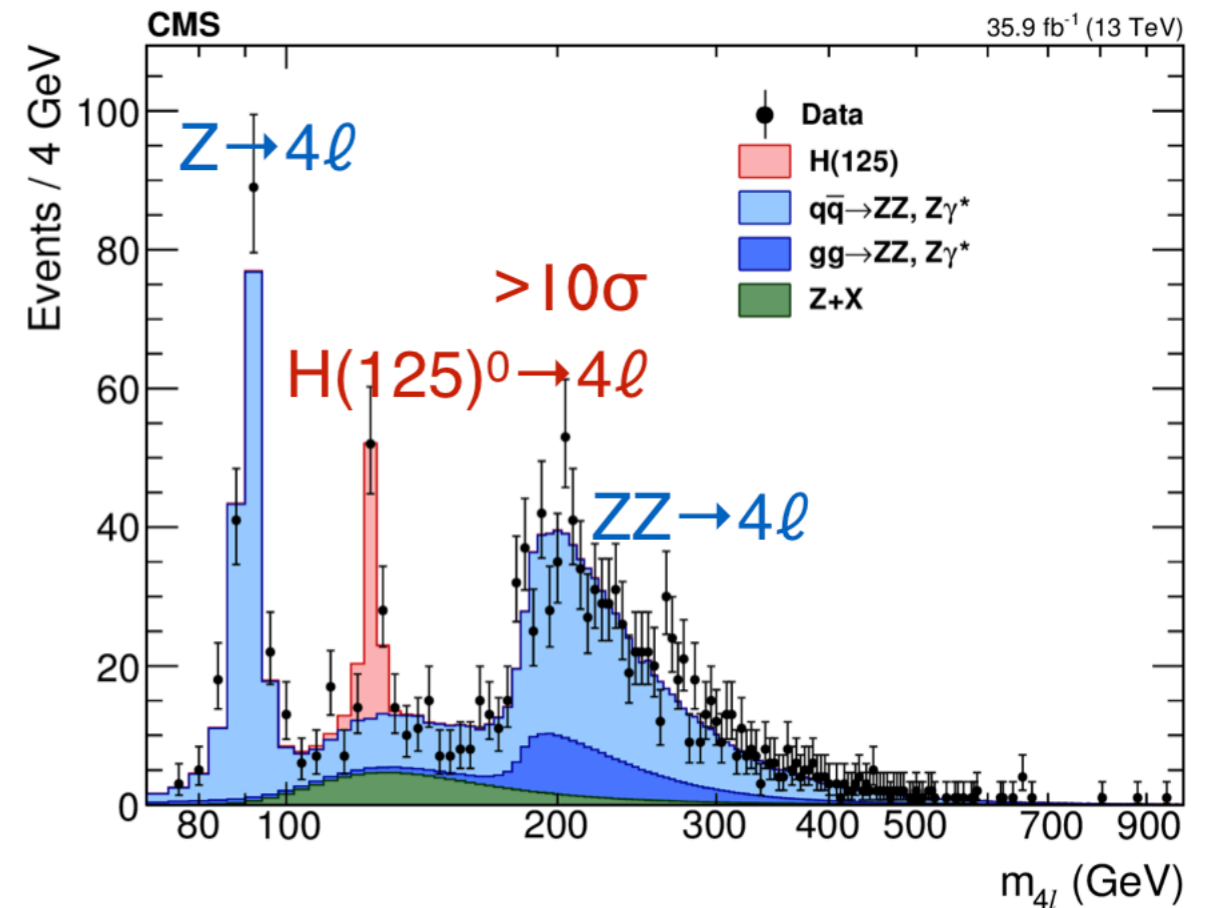 CMS
35.9 fb⁻¹ (13 TeV)
Events / 4 GeV
100
80
60
40
20
0
Z→4ℓ
>10σ
H(125)⁰→4ℓ
ZZ→4ℓ
Data
H(125)
qq̄→ZZ, Zγ*
gg→ZZ, Zγ*
Z+X
80 100 200 300 400 500 700 900
m₄ₗ (GeV)